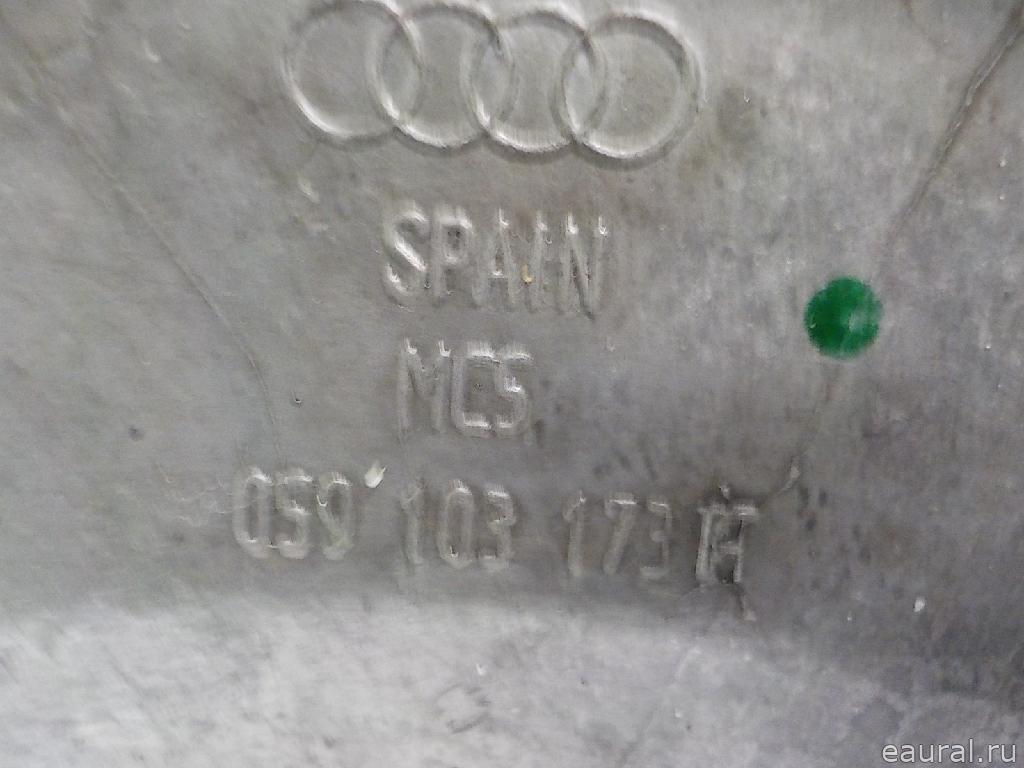 SPAIN
MCS
059 103 173
eaural.ru